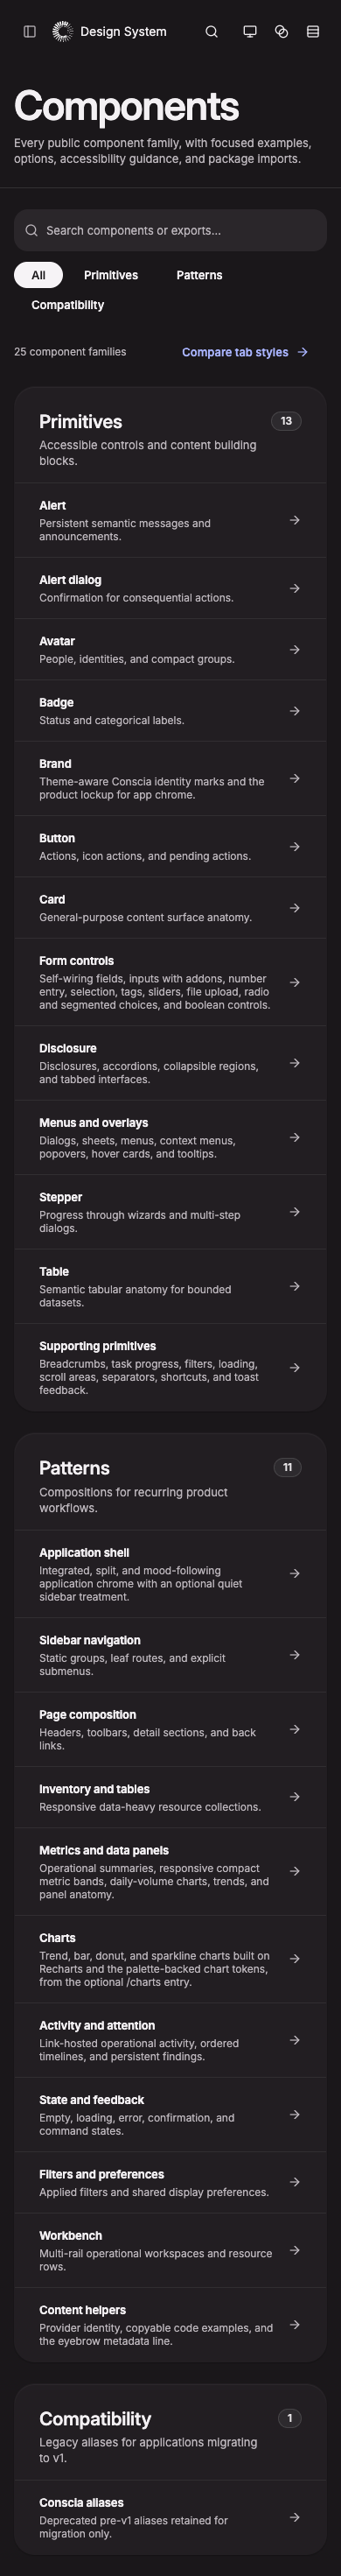 Design System
Components
Every public component family, with focused examples,
options, accessibility guidance, and package imports.
Search components or exports...
All
Primitives
Patterns
Compatibility
25 component families
Compare tab styles
Primitives
13
Accessible controls and content building
blocks.
Alert
Persistent semantic messages and
announcements.
Alert dialog
Confirmation for consequential actions.
Avatar
People, identities, and compact groups.
Badge
Status and categorical labels.
Brand
Theme-aware Conscia identity marks and the
product lockup for app chrome.
Button
Actions, icon actions, and pending actions.
Card
General-purpose content surface anatomy.
Form controls
Self-wiring fields, inputs with addons, number
entry, selection, tags, sliders, file upload, radio
and segmented choices, and boolean controls.
Disclosure
Disclosures, accordions, collapsible regions,
and tabbed interfaces.
Menus and overlays
Dialogs, sheets, menus, context menus,
popovers, hover cards, and tooltips.
Stepper
Progress through wizards and multi-step
dialogs.
Table
Semantic tabular anatomy for bounded
datasets.
Supporting primitives
Breadcrumbs, task progress, filters, loading,
scroll areas, separators, shortcuts, and toast
feedback.
Patterns
11
Compositions for recurring product
workflows.
Application shell
Integrated, split, and mood-following
application chrome with an optional quiet
sidebar treatment.
Sidebar navigation
Static groups, leaf routes, and explicit
submenus.
Page composition
Headers, toolbars, detail sections, and back
links.
Inventory and tables
Responsive data-heavy resource collections.
Metrics and data panels
Operational summaries, responsive compact
metric bands, daily-volume charts, trends, and
panel anatomy.
Charts
Trend, bar, donut, and sparkline charts built on
Recharts and the palette-backed chart tokens,
from the optional /charts entry.
Activity and attention
Link-hosted operational activity, ordered
timelines, and persistent findings.
State and feedback
Empty, loading, error, confirmation, and
command states.
Filters and preferences
Applied filters and shared display preferences.
Workbench
Multi-rail operational workspaces and resource
rows.
Content helpers
Provider identity, copyable code examples, and
the eyebrow metadata line.
Compatibility
1
Legacy aliases for applications migrating
to v1.
Conscia aliases
Deprecated pre-v1 aliases retained for
migration only.